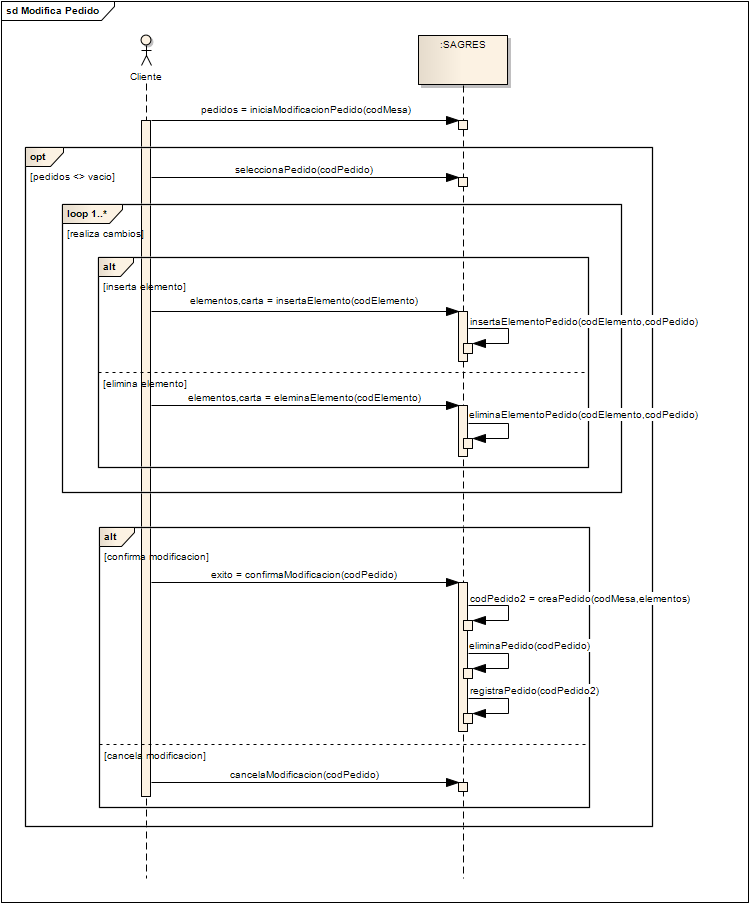 sd Modifica Pedido
:SAGRES
Cliente
pedidos = iniciaModificacionPedido(codMesa)
opt
[pedidos <> vacio]
seleccionaPedido(codPedido)
loop 1..*
[realiza cambios]
alt
[inserta elemento]
elementos,carta = insertaElemento(codElemento)
insertaElementoPedido(codElemento,codPedido)
[elimina elemento]
elementos,carta = eleminaElemento(codElemento)
eliminaElementoPedido(codElemento,codPedido)
alt
[confirma modificacion]
exito = confirmaModificacion(codPedido)
codPedido2 = creaPedido(codMesa,elementos)
eliminaPedido(codPedido)
registraPedido(codPedido2)
[cancela modificacion]
cancelaModificacion(codPedido)